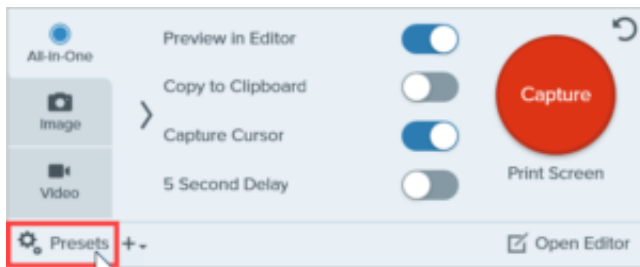 All-in-One
Image
Video
Preview in Editor
Copy to Clipboard
Capture Cursor
5 Second Delay
Capture
Print Screen
Presets
Open Editor